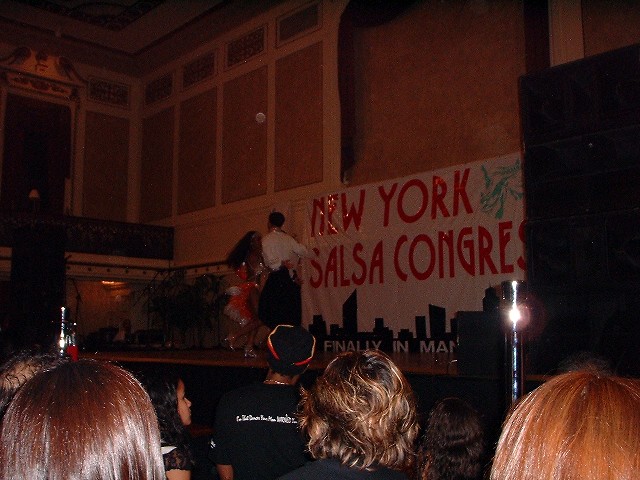 NEW YORK
SALSA CONGRES
FINALLY IN MAN